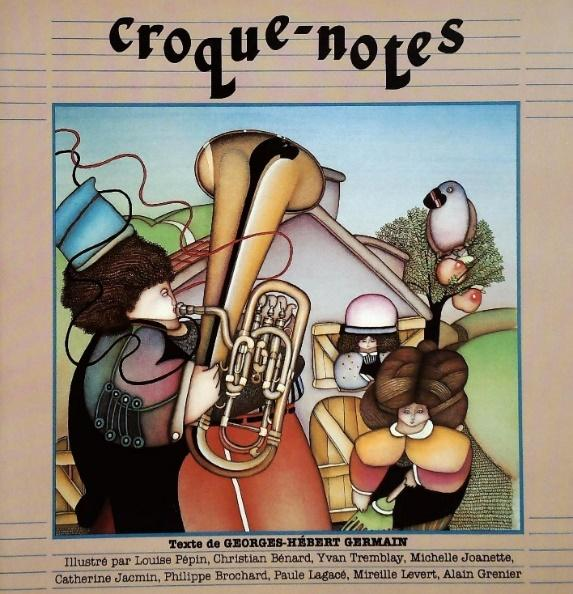 croque-notes
Texte de GEORGES-HÉBERT GERMAIN
Illustré par Louise Pépin, Christian Bénard, Yvan Tremblay, Michelle Joanette,
Catherine Jacmin, Philippe Brochard, Paule Lagacé, Mireille Levert, Alain Grenier